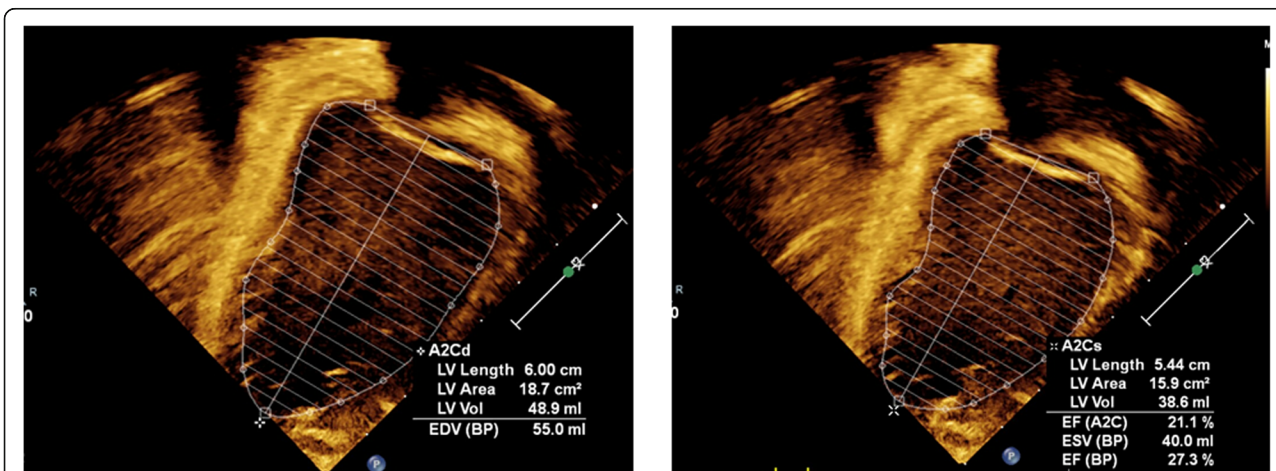 R
0
A2Cd
LV Length 6.00 cm
LV Area 18.7 cm²
LV Vol 48.9 ml
EDV (BP) 55.0 ml
P
M
R
0
A2Cs
LV Length 5.44 cm
LV Area 15.9 cm²
LV Vol 38.6 ml
EF (A2C) 21.1 %
ESV (BP) 40.0 ml
EF (BP) 27.3 %
P